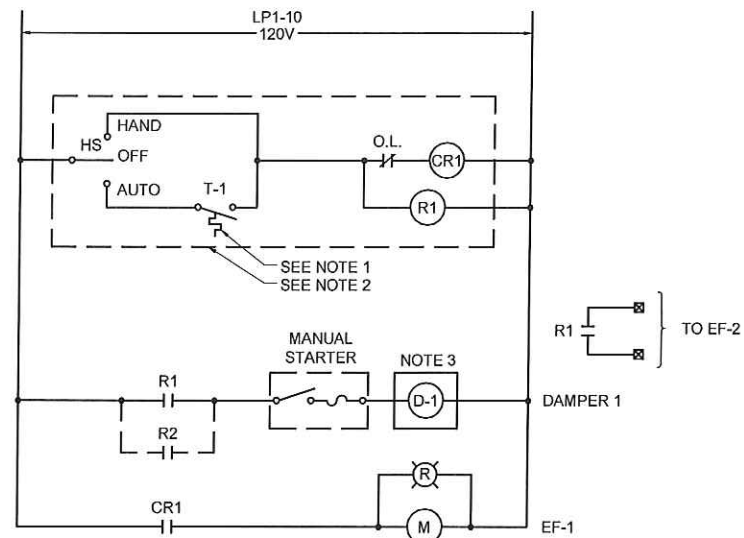 LP1-10
120V
HAND
HS
OFF
O.L.
CR1
AUTO
T-1
R1
SEE NOTE 1
SEE NOTE 2
R1
TO EF-2
MANUAL
STARTER
NOTE 3
R1
D-1
DAMPER 1
R2
R
CR1
M
EF-1